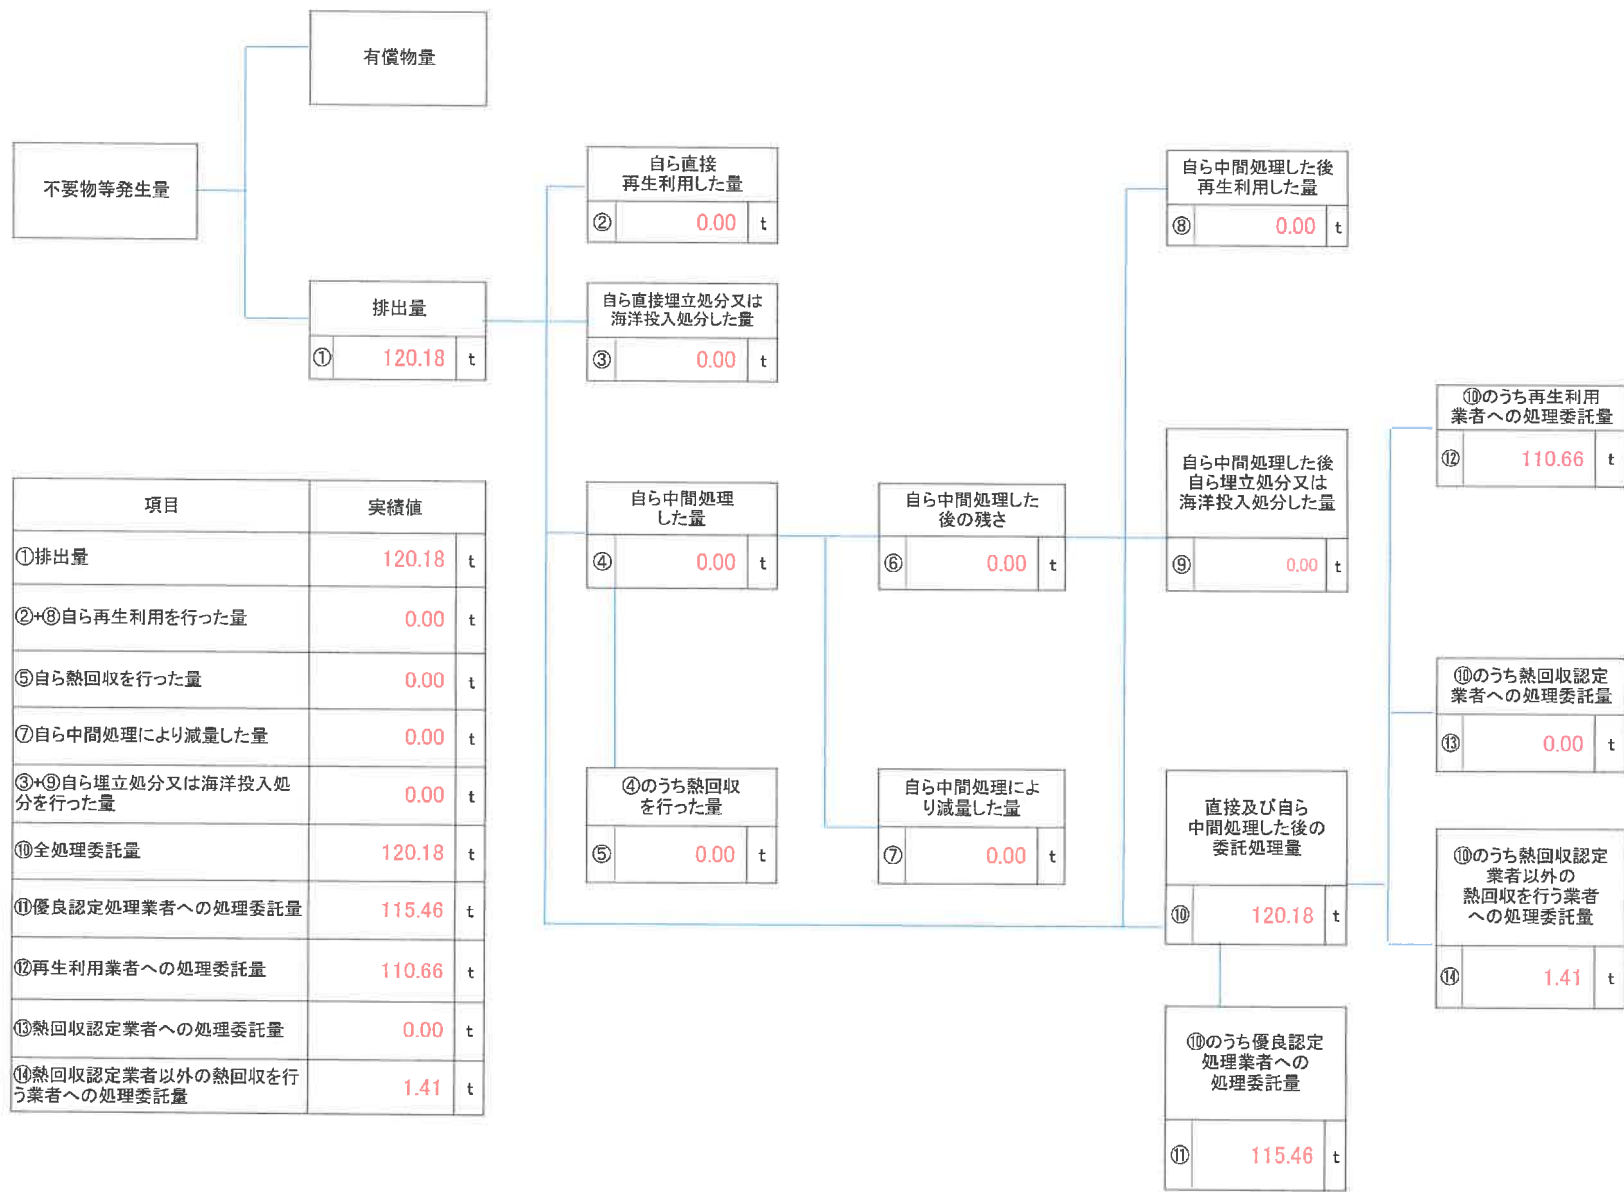 有償物量
不要物等発生量
排出量
① 120.18 t
自ら直接
再生利用した量
② 0.00 t
自ら直接埋立処分又は
海洋投入処分した量
③ 0.00 t
自ら中間処理
した量
④ 0.00 t
④のうち熱回収
を行った量
⑤ 0.00 t
自ら中間処理した
後の残さ
⑥ 0.00 t
自ら中間処理によ
り減量した量
⑦ 0.00 t
自ら中間処理した後
再生利用した量
⑧ 0.00 t
自ら中間処理した後
自ら埋立処分又は
海洋投入処分した量
⑨ 0.00 t
直接及び自ら
中間処理した後の
委託処理量
⑩ 120.18 t
⑩のうち優良認定
処理業者への
処理委託量
⑪ 115.46 t
⑩のうち再生利用
業者への処理委託量
⑫ 110.66 t
⑩のうち熱回収認定
業者への処理委託量
⑬ 0.00 t
⑩のうち熱回収認定
業者以外の
熱回収を行う業者
への処理委託量
⑭ 1.41 t
項目 実績値
①排出量 120.18 t
②+⑧自ら再生利用を行った量 0.00 t
⑤自ら熱回収を行った量 0.00 t
⑦自ら中間処理により減量した量 0.00 t
③+⑨自ら埋立処分又は海洋投入処
分を行った量 0.00 t
⑩全処理委託量 120.18 t
⑪優良認定処理業者への処理委託量 115.46 t
⑫再生利用業者への処理委託量 110.66 t
⑬熱回収認定業者への処理委託量 0.00 t
⑭熱回収認定業者以外の熱回収を行
う業者への処理委託量 1.41 t